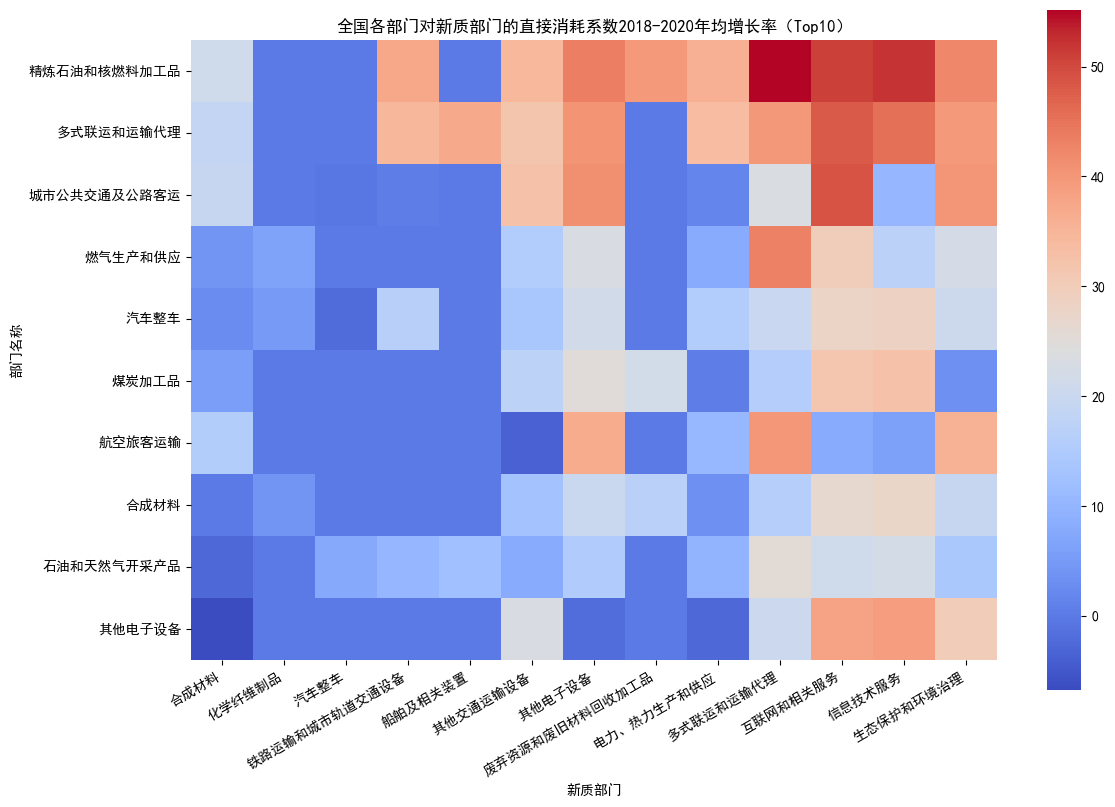 全国各部门对新质部门的直接消耗系数2018-2020年均增长率（Top10）
部门名称
精炼石油和核燃料加工品
多式联运和运输代理
城市公共交通及公路客运
燃气生产和供应
汽车整车
煤炭加工品
航空旅客运输
合成材料
石油和天然气开采产品
其他电子设备
合成材料
化学纤维制品
汽车整车
铁路运输和城市轨道交通设备
船舶及相关装置
其他交通运输设备
其他电子设备
废弃资源和废旧材料回收加工品
电力、热力生产和供应
多式联运和运输代理
互联网和相关服务
信息技术服务
生态保护和环境治理
新质部门
50
40
30
20
10
0